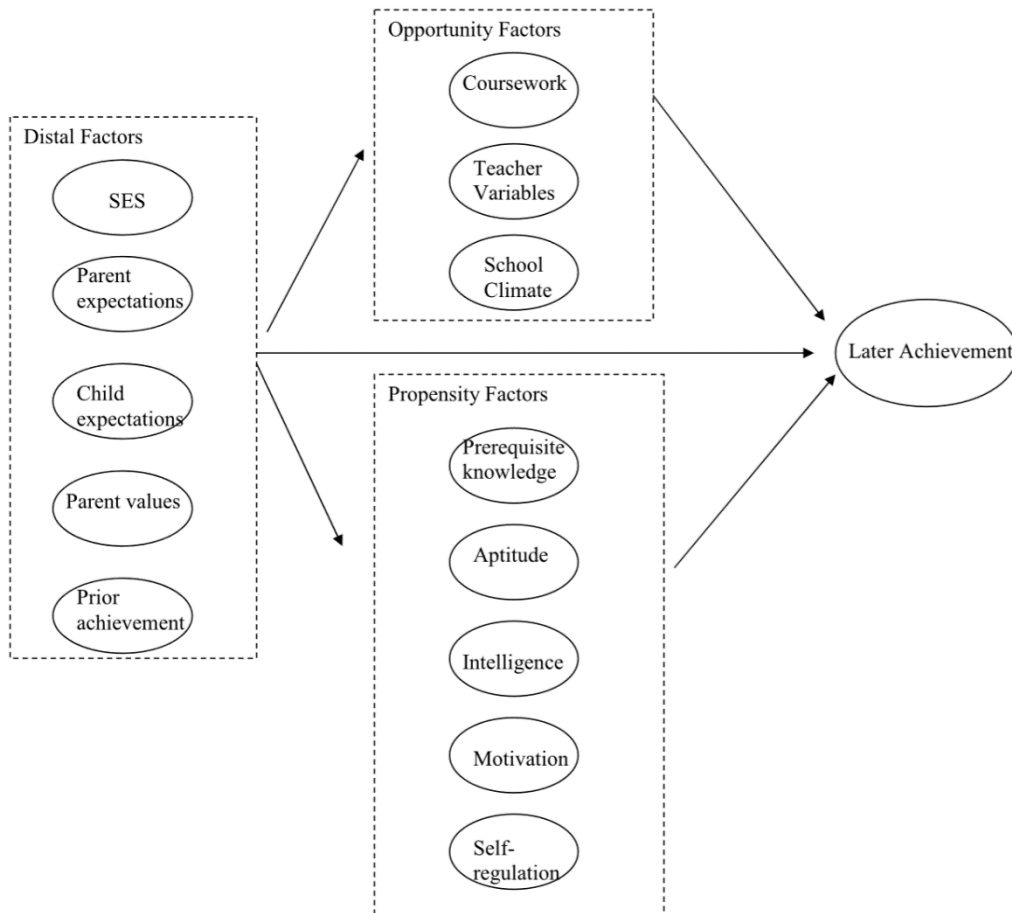 Distal Factors
SES
Parent
expectations
Child
expectations
Parent values
Prior
achievement
Opportunity Factors
Coursework
Teacher
Variables
School
Climate
Propensity Factors
Prerequisite
knowledge
Aptitude
Intelligence
Motivation
Self-
regulation
Later Achievement